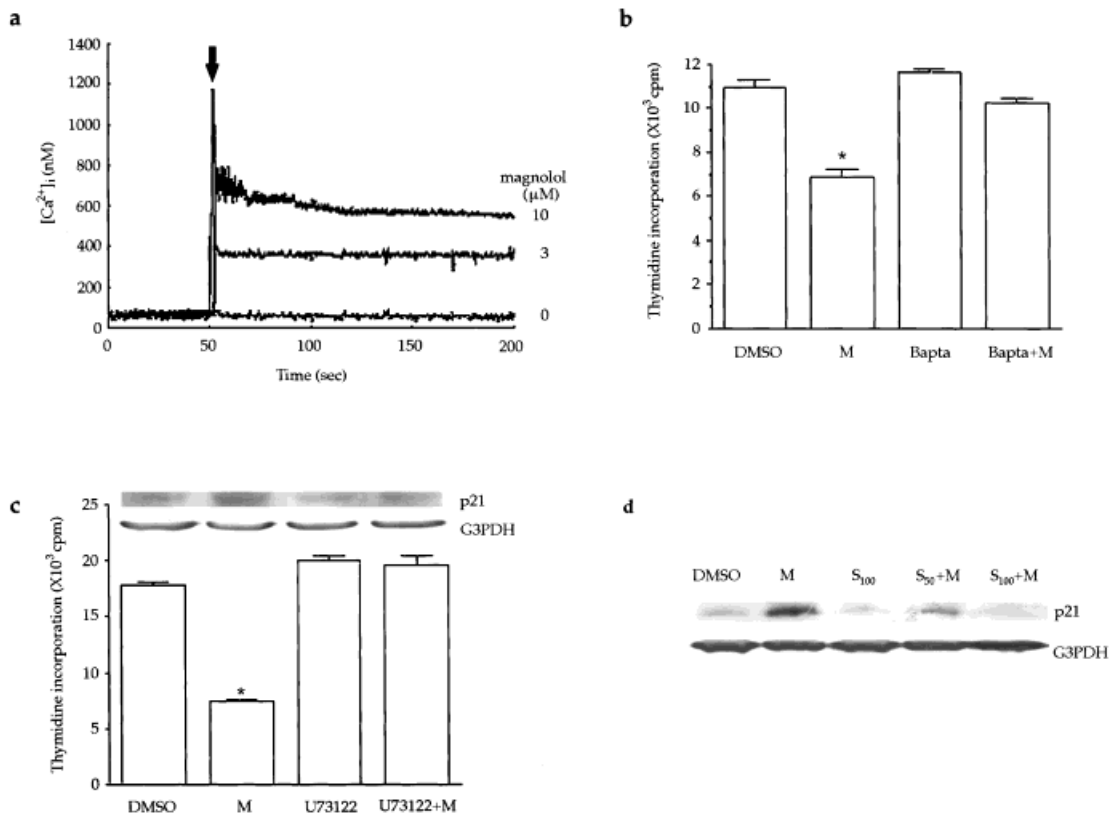 a
1400
1200
1000
800
600
400
200
0
[Ca²⁺]ᵢ (nM)
magnolol
(μM)
10
3
0
0 50 100 150 200
Time (sec)
b
12
10
8
6
4
2
0
Thymidine incorporation (X10³ cpm)
*
DMSO M Bapta Bapta+M
c
25
20
15
10
5
0
Thymidine incorporation (X10³ cpm)
p21
G3PDH
*
DMSO M U73122 U73122+M
d
DMSO M S₁₀₀ S₅₀+M S₁₀₀+M
p21
G3PDH